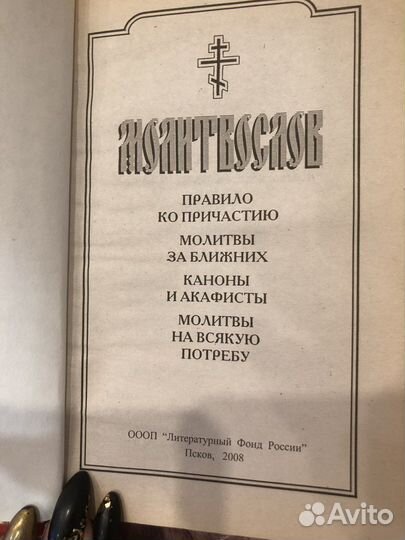 МОЛИТВОСЛОВ
ПРАВИЛО
КО ПРИЧАСТИЮ
МОЛИТВЫ
ЗА БЛИЖНИХ
КАНОНЫ
И АКАФИСТЫ
МОЛИТВЫ
НА ВСЯКУЮ
ПОТРЕБУ
ОООП "Литературный Фонд России"
Псков, 2008
Avito